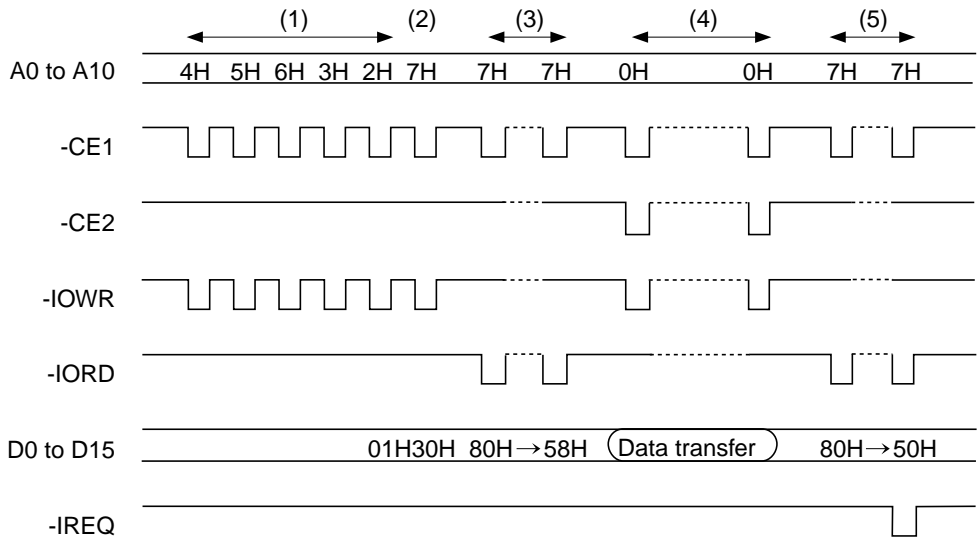 (1) (2) (3) (4) (5)
A0 to A10 4H 5H 6H 3H 2H 7H 7H 7H 0H 0H 7H 7H
-CE1
-CE2
-IOWR
-IORD
D0 to D15 01H30H 80H→58H Data transfer 80H→50H
-IREQ